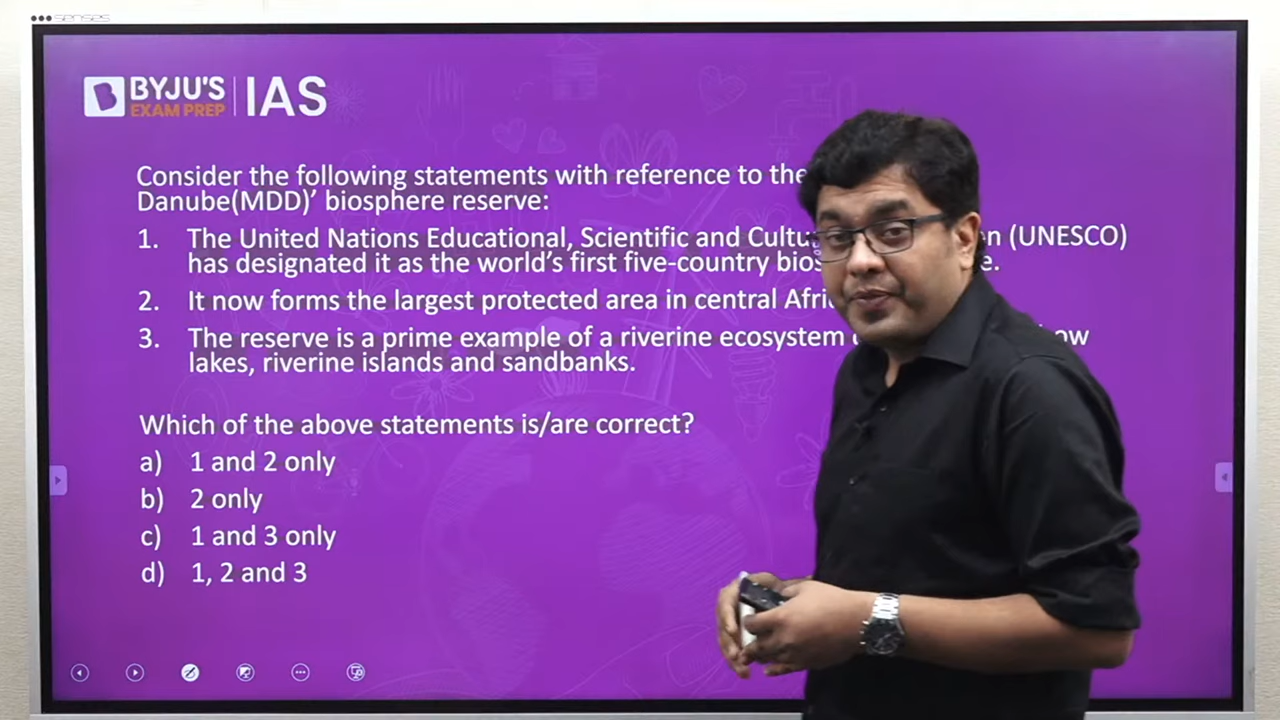 senses
BYJU'S
EXAM PREP
IAS
Consider the following statements with reference to the
Danube(MDD)’ biosphere reserve:
1. The United Nations Educational, Scientific and (UNESCO)
has designated it as the world’s first five-country
2. It now forms the largest protected area in central
3. The reserve is a prime example of a riverine ecosystem
lakes, riverine islands and sandbanks.
Which of the above statements is/are correct?
a) 1 and 2 only
b) 2 only
c) 1 and 3 only
d) 1, 2 and 3